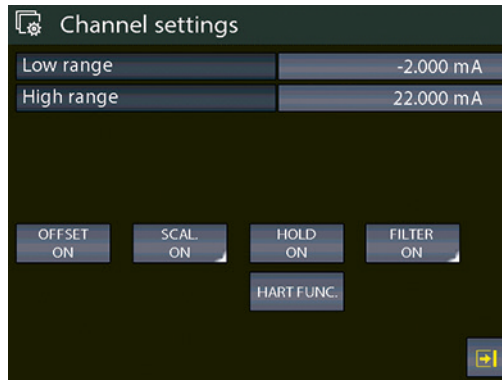 Channel settings
Low range -2.000 mA
High range 22.000 mA
OFFSET ON
SCAL. ON
HOLD ON
FILTER ON
HART FUNC.